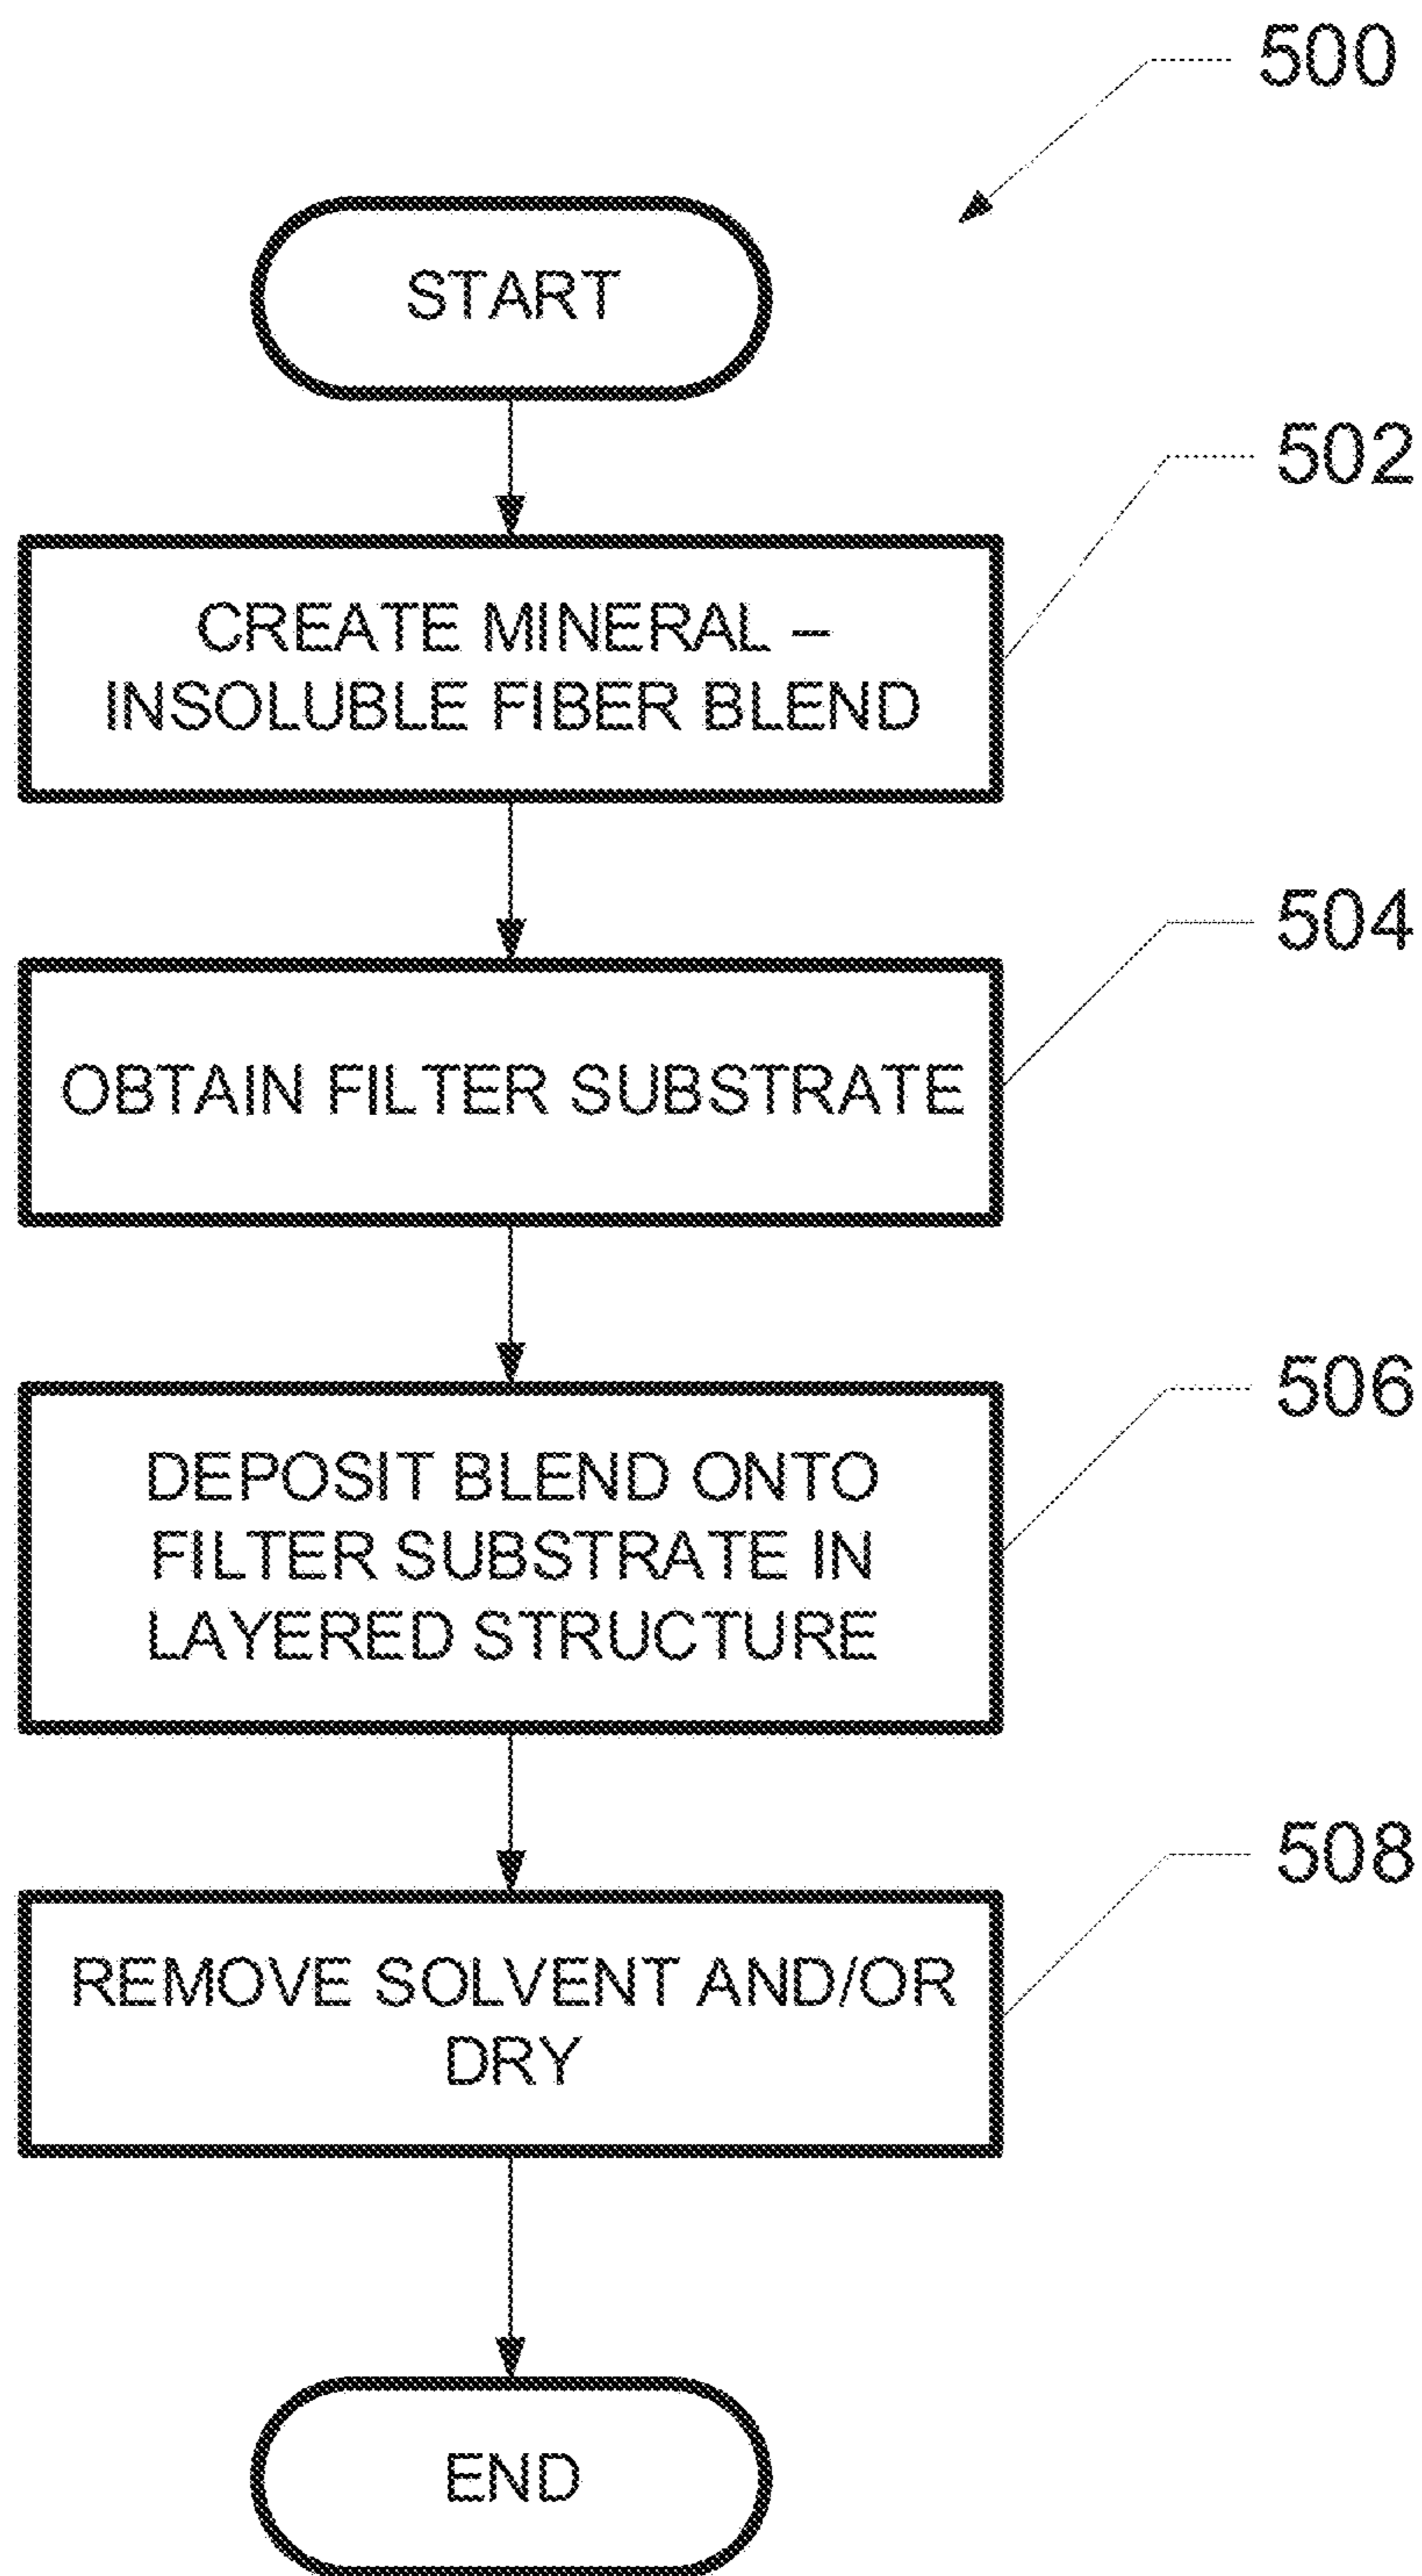 500
START
502
CREATE MINERAL –
INSOLUBLE FIBER BLEND
504
OBTAIN FILTER SUBSTRATE
506
DEPOSIT BLEND ONTO
FILTER SUBSTRATE IN
LAYERED STRUCTURE
508
REMOVE SOLVENT AND/OR
DRY
END